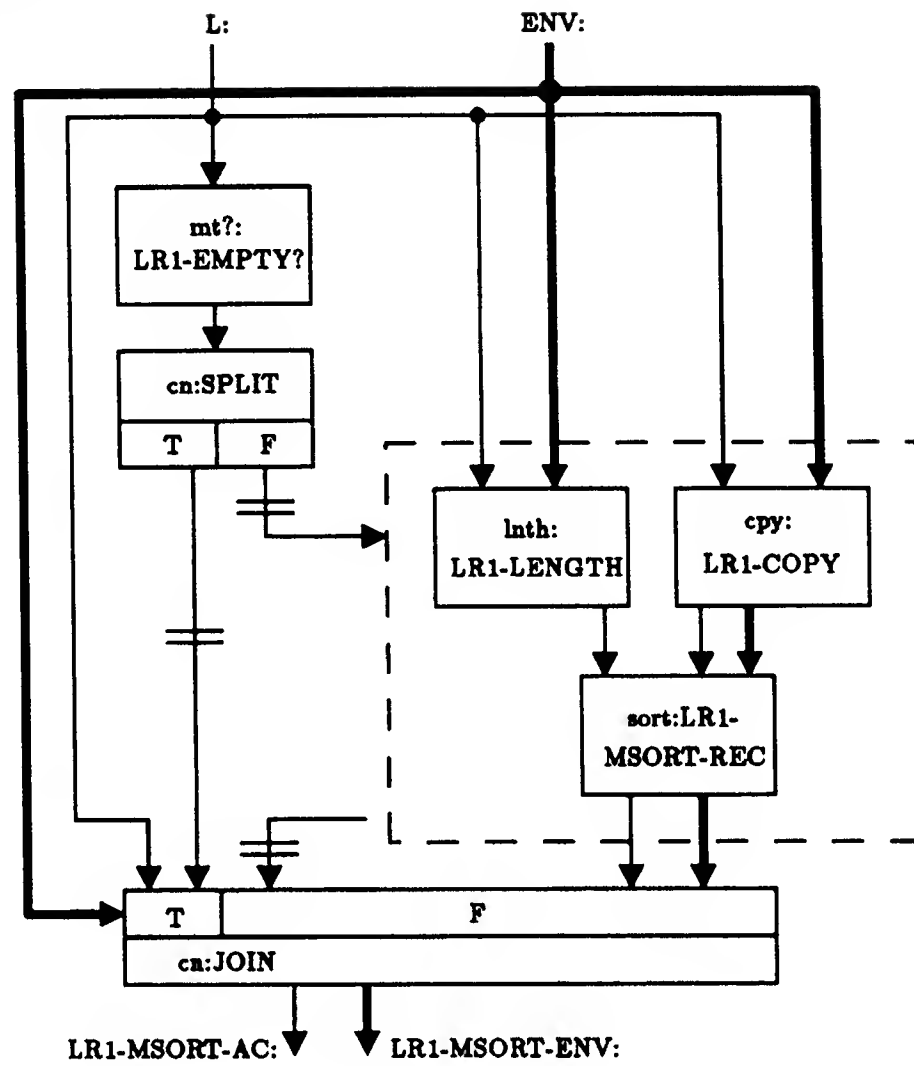 L:
ENV:
mt?:
LR1-EMPTY?
cn:SPLIT
T
F
lnth:
LR1-LENGTH
cpy:
LR1-COPY
sort:LR1-
MSORT-REC
T
F
cn:JOIN
LR1-MSORT-AC:
LR1-MSORT-ENV: